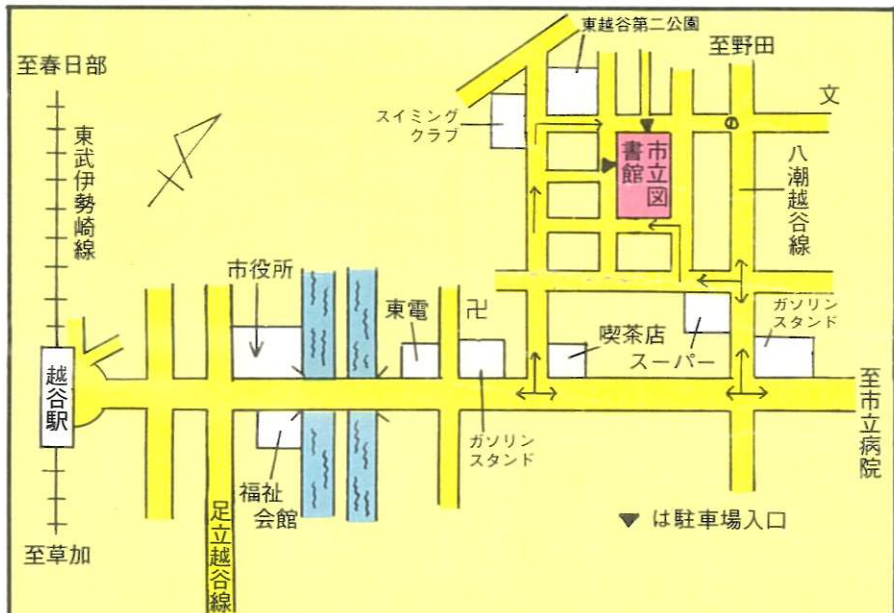 東越谷第二公園
至春日部
至野田
文
スイミング
クラブ
東武伊勢崎線
市立図
書館
八潮越谷線
市役所
東電
卍
喫茶店
スーパー
ガソリン
スタンド
越谷駅
至市立病院
ガソリン
スタンド
福祉
会館
足立越谷線
▼は駐車場入口
至草加